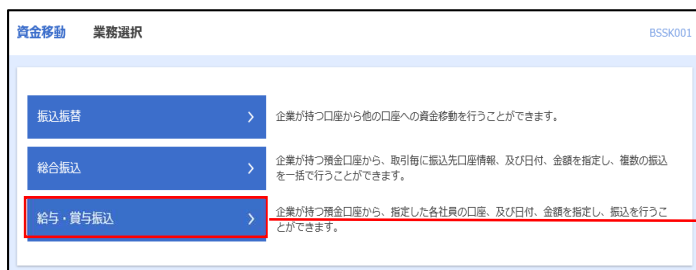 資金移動 業務選択 BSSK001
振込振替 企業が持つ口座から他の口座への資金移動を行うことができます。
総合振込 企業が持つ預金口座から、取引毎に振込先口座情報、及び日付、金額を指定し、複数の振込
を一括で行うことができます。
給与・賞与振込 企業が持つ預金口座から、指定した各社員の口座、及び日付、金額を指定し、振込を行うこ
とができます。